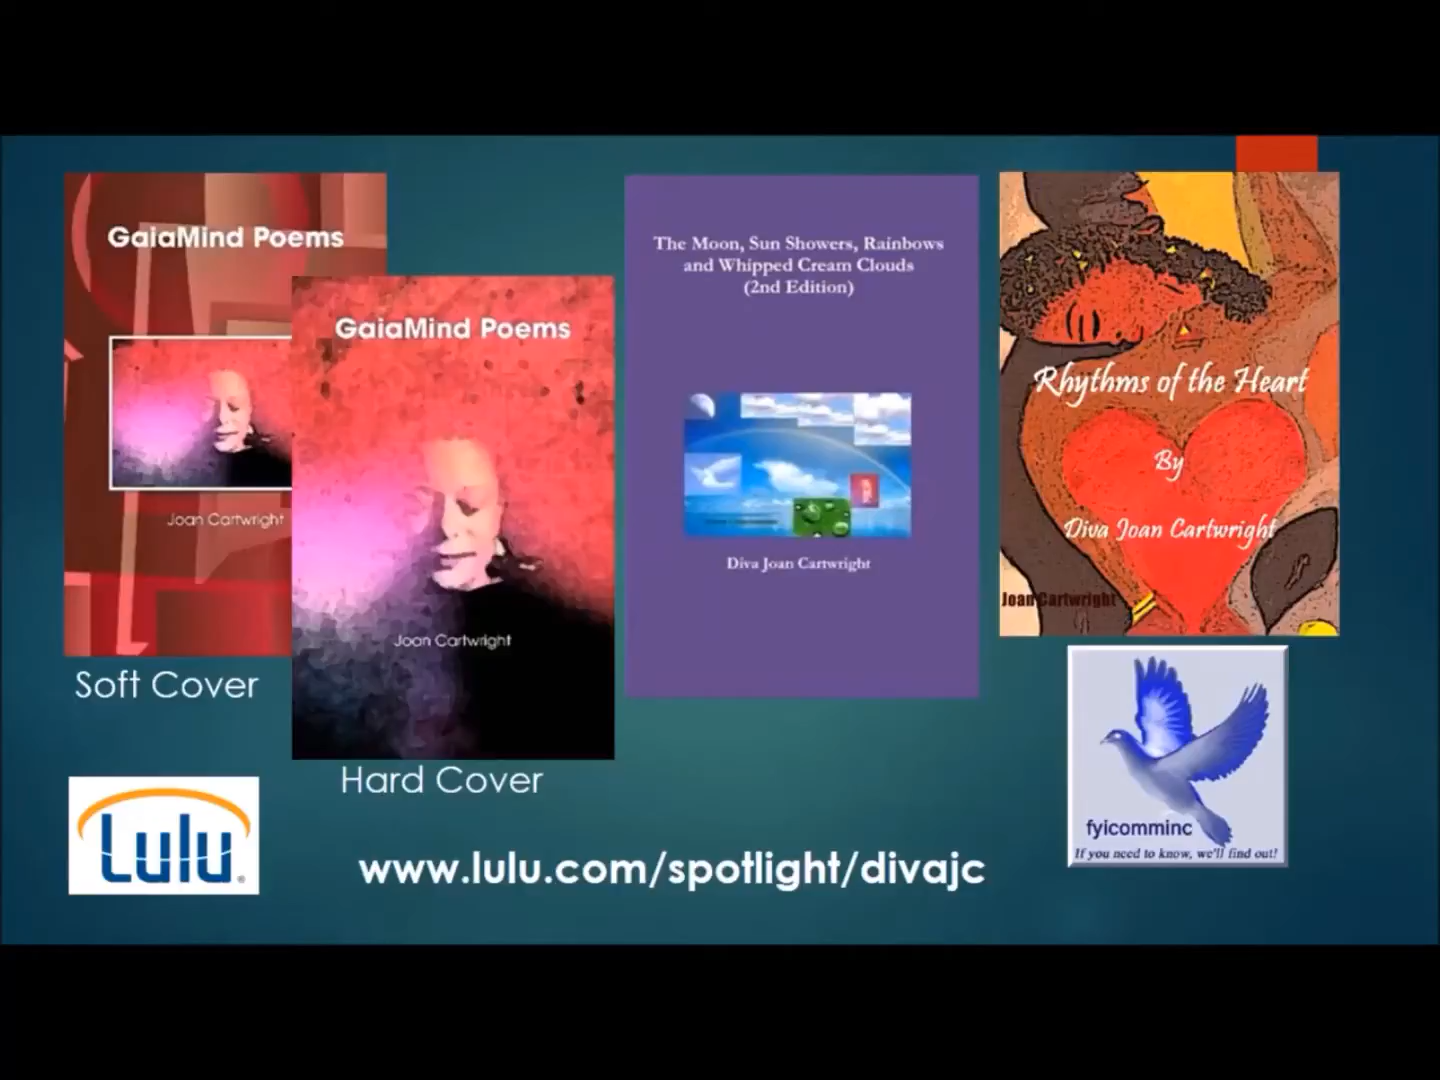 GaiaMind Poems
Joan Cartwright
Soft Cover
GaiaMind Poems
Joan Cartwright
Hard Cover
The Moon, Sun Showers, Rainbows
and Whipped Cream Clouds
(2nd Edition)
Diva Joan Cartwright
Rhythms of the Heart
By
Diva Joan Cartwright
Joan Cartwright
fyicomminc
If you need to know, we'll find out!
Lulu®
www.lulu.com/spotlight/divajc